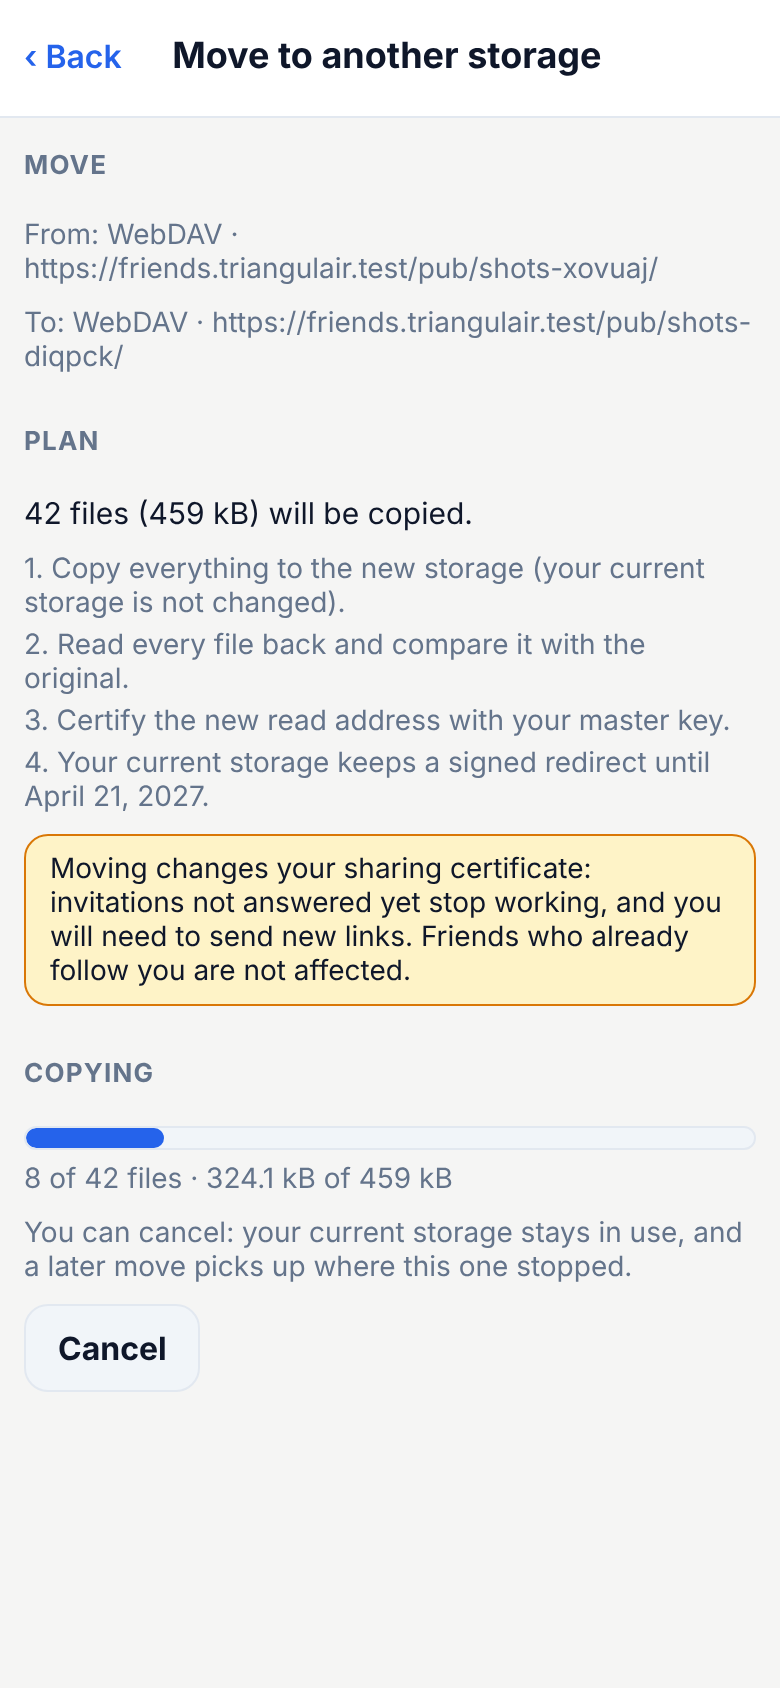 ‹ Back
Move to another storage
MOVE
From: WebDAV ·
https://friends.triangulair.test/pub/shots-xovuaj/
To: WebDAV · https://friends.triangulair.test/pub/shots-
diqpck/
PLAN
42 files (459 kB) will be copied.
1. Copy everything to the new storage (your current
storage is not changed).
2. Read every file back and compare it with the
original.
3. Certify the new read address with your master key.
4. Your current storage keeps a signed redirect until
April 21, 2027.
Moving changes your sharing certificate:
invitations not answered yet stop working, and you
will need to send new links. Friends who already
follow you are not affected.
COPYING
8 of 42 files · 324.1 kB of 459 kB
You can cancel: your current storage stays in use, and
a later move picks up where this one stopped.
Cancel